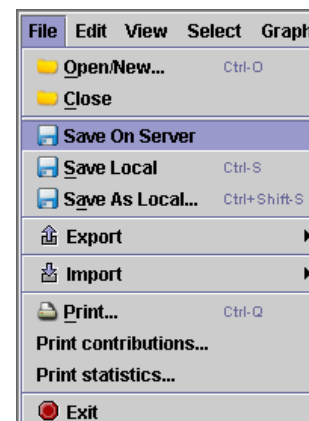 File Edit View Select Graph
Open/New... Ctrl-O
Close
Save On Server
Save Local Ctrl-S
Save As Local... Ctrl+Shift-S
Export
Import
Print... Ctrl-Q
Print contributions...
Print statistics...
Exit